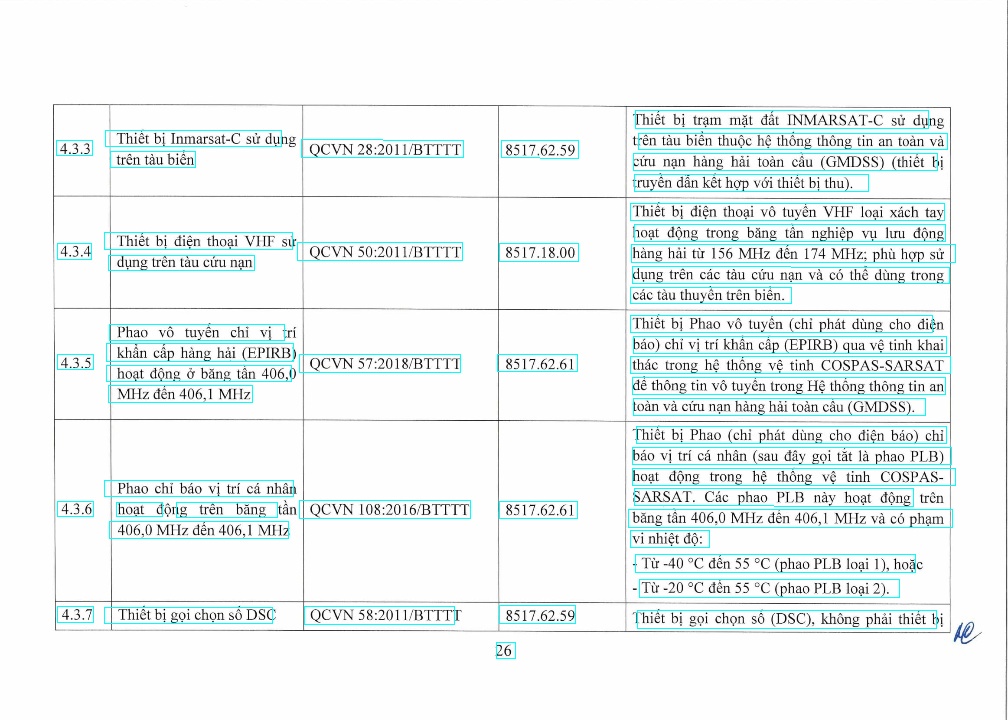 4.3.3
Thiết bị Inmarsat-C sử dụng
trên tàu biển
QCVN 28:2011/BTTTT
8517.62.59
Thiết bị trạm mặt đất INMARSAT-C sử dụng
trên tàu biển thuộc hệ thống thông tin an toàn và
cứu nạn hàng hải toàn cầu (GMDSS) (thiết bị
truyền dẫn kết hợp với thiết bị thu).
4.3.4
Thiết bị điện thoại VHF sử
dụng trên tàu cứu nạn
QCVN 50:2011/BTTTT
8517.18.00
Thiết bị điện thoại vô tuyến VHF loại xách tay
hoạt động trong băng tần nghiệp vụ lưu động
hàng hải từ 156 MHz đến 174 MHz; phù hợp sử
dụng trên các tàu cứu nạn và có thể dùng trong
các tàu thuyền trên biển.
4.3.5
Phao vô tuyến chỉ vị trí
khẩn cấp hàng hải (EPIRB)
hoạt động ở băng tần 406,0
MHz đến 406,1 MHz
QCVN 57:2018/BTTTT
8517.62.61
Thiết bị Phao vô tuyến (chỉ phát dùng cho điện
báo) chỉ vị trí khẩn cấp (EPIRB) qua vệ tinh khai
thác trong hệ thống vệ tinh COSPAS-SARSAT
để thông tin vô tuyến trong Hệ thống thông tin an
toàn và cứu nạn hàng hải toàn cầu (GMDSS).
4.3.6
Phao chỉ báo vị trí cá nhân
hoạt động trên băng tần
406,0 MHz đến 406,1 MHz
QCVN 108:2016/BTTTT
8517.62.61
Thiết bị Phao (chỉ phát dùng cho điện báo) chỉ
báo vị trí cá nhân (sau đây gọi tắt là phao PLB)
hoạt động trong hệ thống vệ tinh COSPAS-
SARSAT. Các phao PLB này hoạt động trên
băng tần 406,0 MHz đến 406,1 MHz và có phạm
vi nhiệt độ:
- Từ -40 °C đến 55 °C (phao PLB loại 1), hoặc
- Từ -20 °C đến 55 °C (phao PLB loại 2).
4.3.7
Thiết bị gọi chọn số DSC
QCVN 58:2011/BTTTT
8517.62.59
Thiết bị gọi chọn số (DSC), không phải thiết bị
26